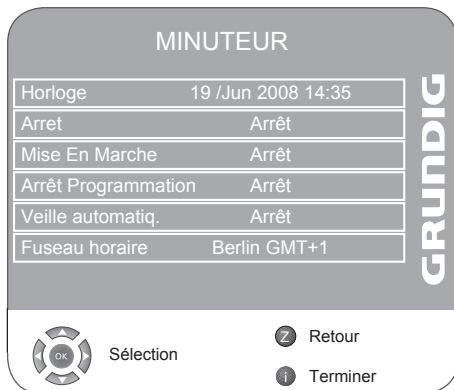 MINUTEUR
Horloge 19 /Jun 2008 14:35
Arret Arrêt
Mise En Marche Arrêt
Arrêt Programmation Arrêt
Veille automatiq. Arrêt
Fuseau horaire Berlin GMT+1
GRUNDIG
OK Sélection
Z Retour
i Terminer